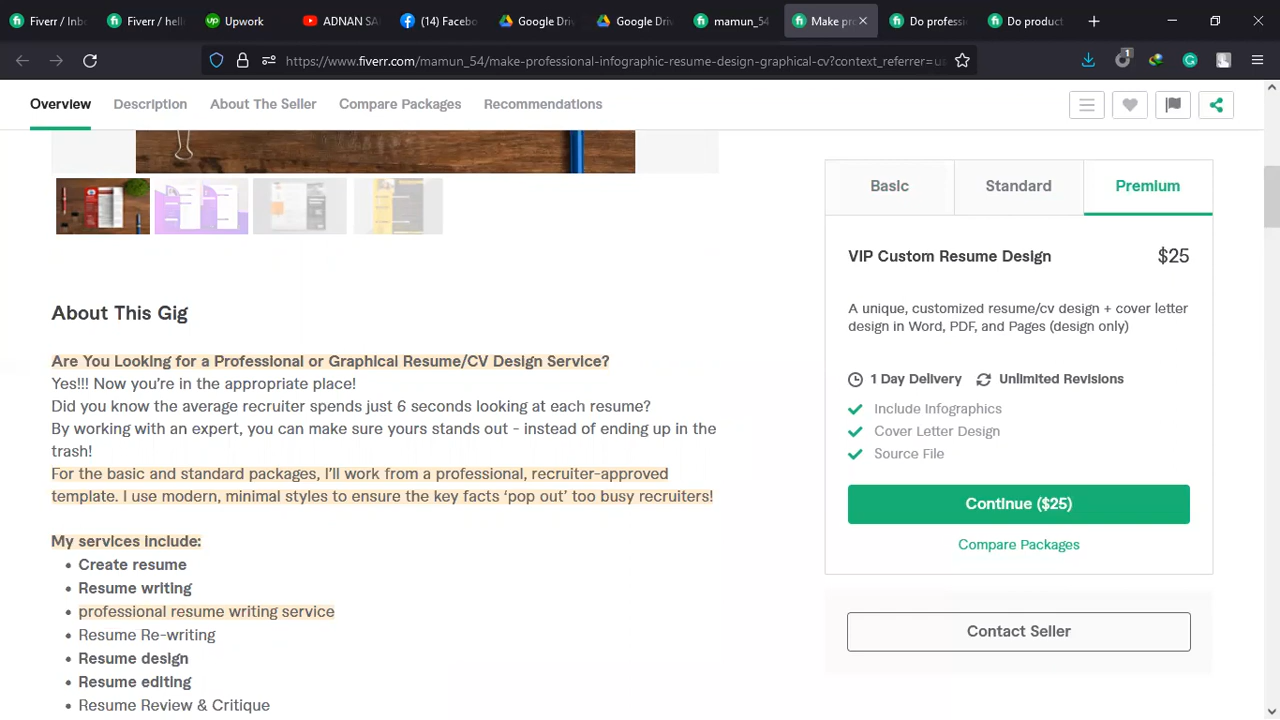 Fiverr / Inb
Fiverr / hell
Upwork
ADNAN SA
(14) Facebo
Google Driv
Google Driv
mamun_54
Make pr
Do professi
Do product
https://www.fiverr.com/mamun_54/make-professional-infographic-resume-design-graphical-cv?context_referrer=u
1
Overview
Description
About The Seller
Compare Packages
Recommendations
Basic
Standard
Premium
VIP Custom Resume Design
$25
A unique, customized resume/cv design + cover letter
design in Word, PDF, and Pages (design only)
1 Day Delivery
Unlimited Revisions
Include Infographics
Cover Letter Design
Source File
Continue ($25)
Compare Packages
Contact Seller
About This Gig
Are You Looking for a Professional or Graphical Resume/CV Design Service?
Yes!!! Now you're in the appropriate place!
Did you know the average recruiter spends just 6 seconds looking at each resume?
By working with an expert, you can make sure yours stands out - instead of ending up in the
trash!
For the basic and standard packages, I'll work from a professional, recruiter-approved
template. I use modern, minimal styles to ensure the key facts 'pop out' too busy recruiters!
My services include:
• Create resume
• Resume writing
• professional resume writing service
• Resume Re-writing
• Resume design
• Resume editing
• Resume Review & Critique